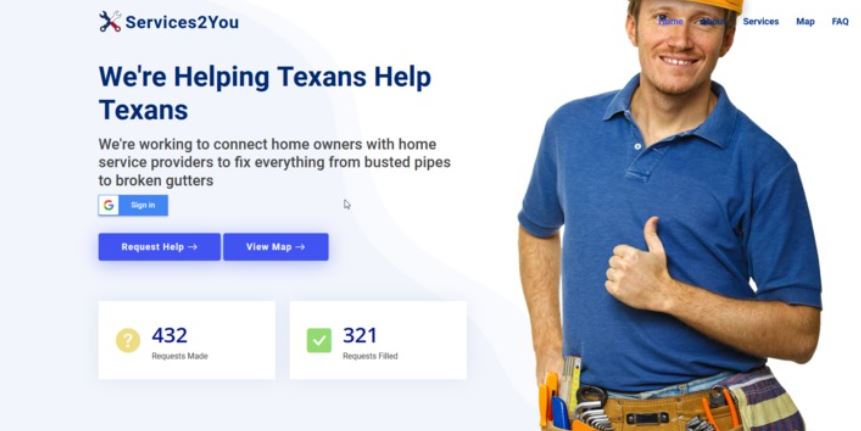 Services2You
Home About Services Map FAQ
We're Helping Texans Help
Texans
We're working to connect home owners with home
service providers to fix everything from busted pipes
to broken gutters
G Sign in
Request Help →
View Map →
? 432
Requests Made
321
Requests Filled